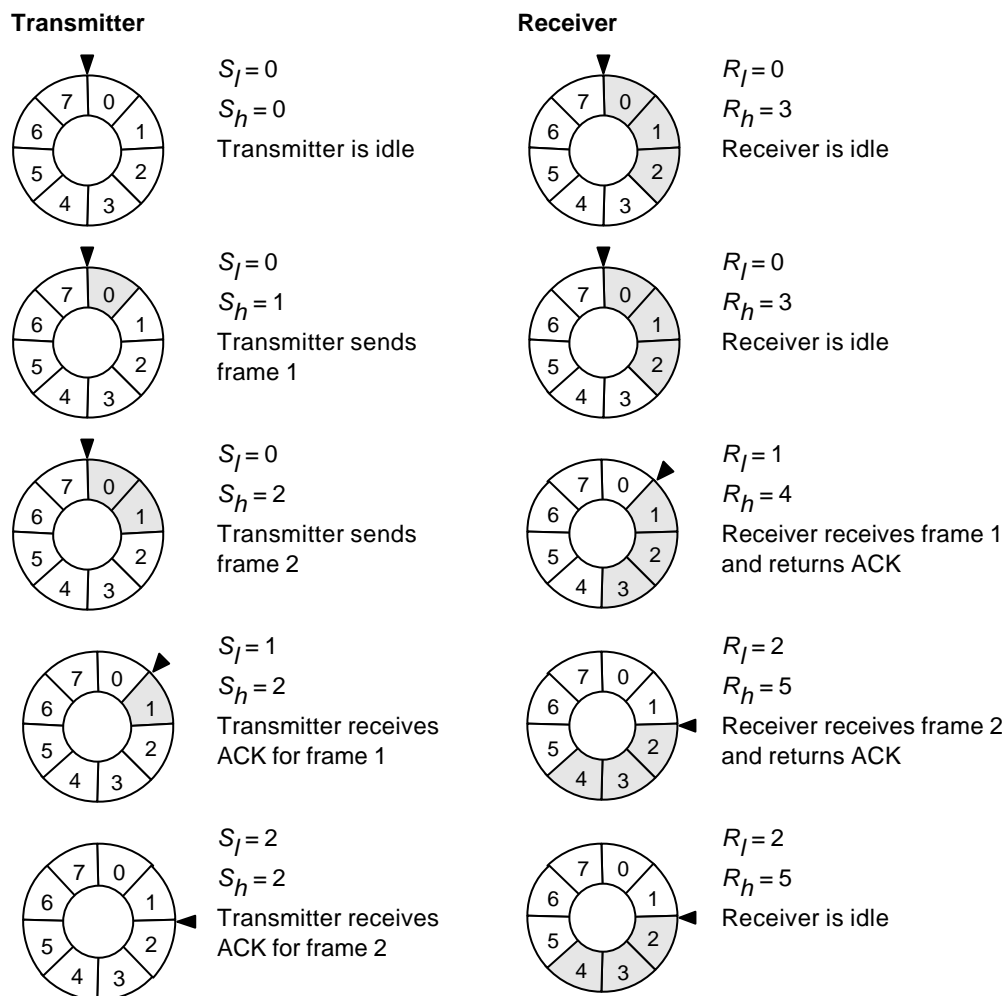 Transmitter
Receiver
7 0 1 2 3 4 5 6
S_l = 0
S_h = 0
Transmitter is idle
7 0 1 2 3 4 5 6
R_l = 0
R_h = 3
Receiver is idle
7 0 1 2 3 4 5 6
S_l = 0
S_h = 1
Transmitter sends
frame 1
7 0 1 2 3 4 5 6
R_l = 0
R_h = 3
Receiver is idle
7 0 1 2 3 4 5 6
S_l = 0
S_h = 2
Transmitter sends
frame 2
7 0 1 2 3 4 5 6
R_l = 1
R_h = 4
Receiver receives frame 1
and returns ACK
7 0 1 2 3 4 5 6
S_l = 1
S_h = 2
Transmitter receives
ACK for frame 1
7 0 1 2 3 4 5 6
R_l = 2
R_h = 5
Receiver receives frame 2
and returns ACK
7 0 1 2 3 4 5 6
S_l = 2
S_h = 2
Transmitter receives
ACK for frame 2
7 0 1 2 3 4 5 6
R_l = 2
R_h = 5
Receiver is idle